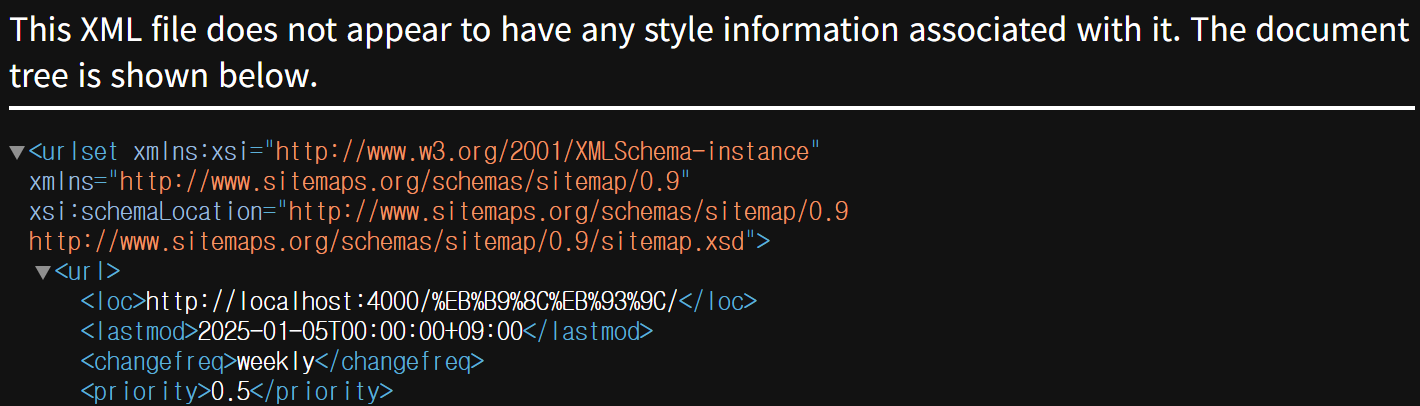 This XML file does not appear to have any style information associated with it. The document
tree is shown below.
▼<urlset xmlns:xsi="http://www.w3.org/2001/XMLSchema-instance"
xmlns="http://www.sitemaps.org/schemas/sitemap/0.9"
xsi:schemaLocation="http://www.sitemaps.org/schemas/sitemap/0.9
http://www.sitemaps.org/schemas/sitemap/0.9/sitemap.xsd">
▼<url>
<loc>http://localhost:4000/%EB%B9%8C%EB%93%9C/</loc>
<lastmod>2025-01-05T00:00:00+09:00</lastmod>
<changefreq>weekly</changefreq>
<priority>0.5</priority>